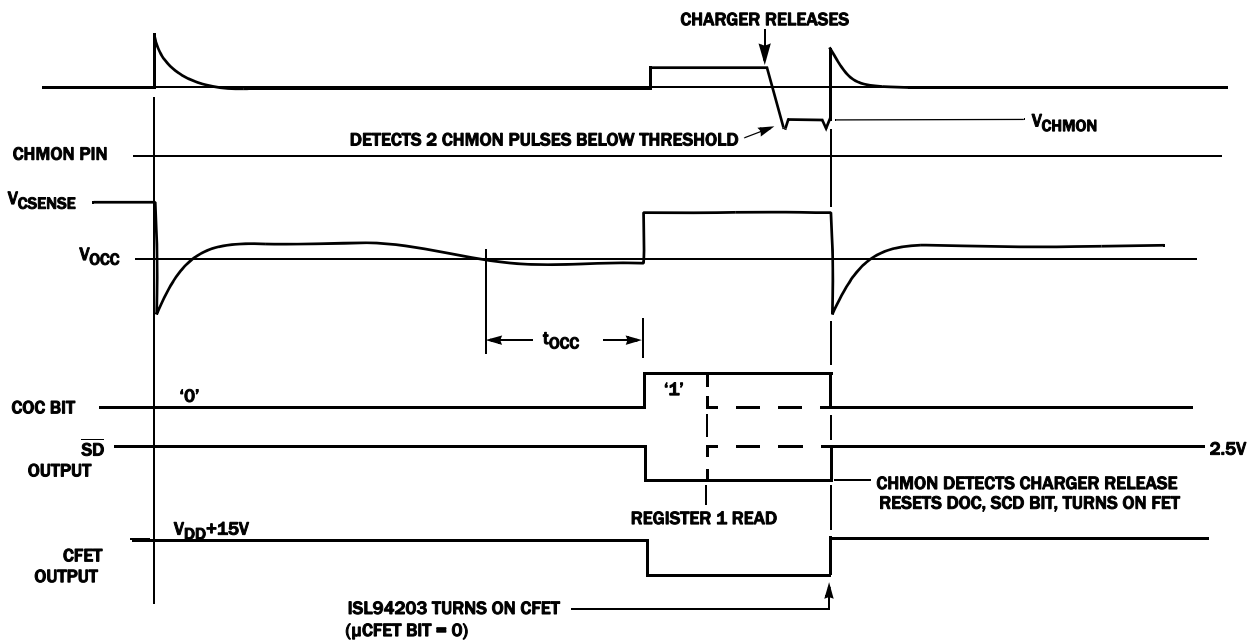 CHARGER RELEASES
DETECTS 2 CHMON PULSES BELOW THRESHOLD
VCHMON
CHMON PIN
VCSENSE
VOCC
tOCC
COC BIT
‘0’
‘1’
SD
OUTPUT
2.5V
CHMON DETECTS CHARGER RELEASE
RESETS DOC, SCD BIT, TURNS ON FET
REGISTER 1 READ
VDD+15V
CFET
OUTPUT
ISL94203 TURNS ON CFET
(µCFET BIT = 0)